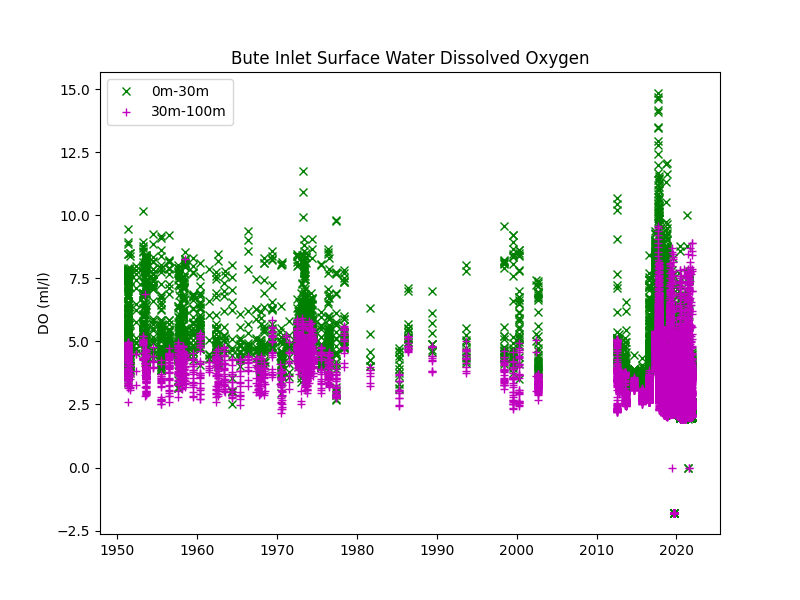 Bute Inlet Surface Water Dissolved Oxygen
0m-30m
30m-100m
DO (ml/l)
15.0
12.5
10.0
7.5
5.0
2.5
0.0
−2.5
1950 1960 1970 1980 1990 2000 2010 2020